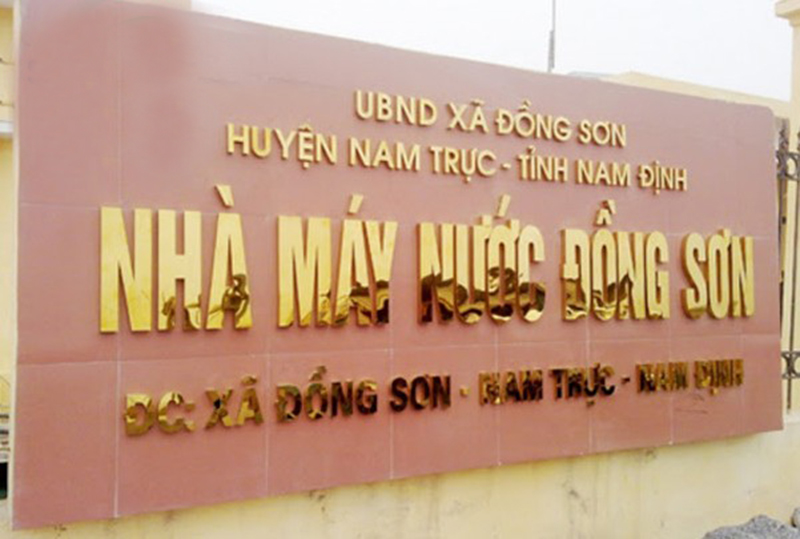 UBND XÃ ĐỒNG SƠN
HUYỆN NAM TRỰC - TỈNH NAM ĐỊNH
NHÀ MÁY NƯỚC ĐỒNG SƠN
ĐC: XÃ ĐỒNG SƠN - NAM TRỰC - NAM ĐỊNH